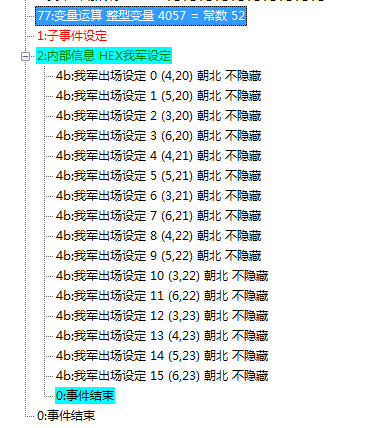 77:变量运算 整型变量 4057 = 常数 52
1:子事件设定
2:内部信息 HEX我军设定
4b:我军出场设定 0 (4,20) 朝北 不隐藏
4b:我军出场设定 1 (5,20) 朝北 不隐藏
4b:我军出场设定 2 (3,20) 朝北 不隐藏
4b:我军出场设定 3 (6,20) 朝北 不隐藏
4b:我军出场设定 4 (4,21) 朝北 不隐藏
4b:我军出场设定 5 (5,21) 朝北 不隐藏
4b:我军出场设定 6 (3,21) 朝北 不隐藏
4b:我军出场设定 7 (6,21) 朝北 不隐藏
4b:我军出场设定 8 (4,22) 朝北 不隐藏
4b:我军出场设定 9 (5,22) 朝北 不隐藏
4b:我军出场设定 10 (3,22) 朝北 不隐藏
4b:我军出场设定 11 (6,22) 朝北 不隐藏
4b:我军出场设定 12 (3,23) 朝北 不隐藏
4b:我军出场设定 13 (4,23) 朝北 不隐藏
4b:我军出场设定 14 (5,23) 朝北 不隐藏
4b:我军出场设定 15 (6,23) 朝北 不隐藏
0:事件结束
0:事件结束